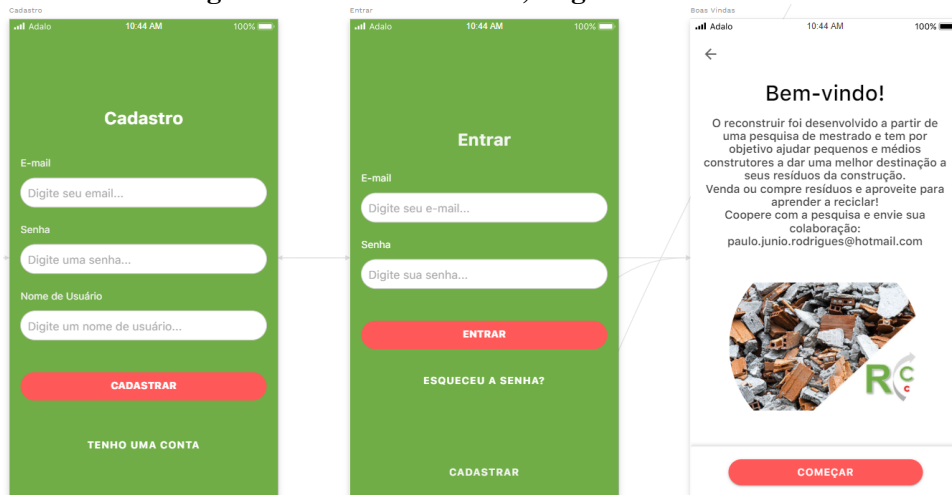 Cadastro
Adalo 10:44 AM 100%
Cadastro
E-mail
Digite seu email...
Senha
Digite uma senha...
Nome de Usuário
Digite um nome de usuário...
CADASTRAR
TENHO UMA CONTA
Entrar
Adalo 10:44 AM 100%
Entrar
E-mail
Digite seu e-mail...
Senha
Digite sua senha...
ENTRAR
ESQUECEU A SENHA?
CADASTRAR
Boas Vindas
Adalo 10:44 AM 100%
Bem-vindo!
O reconstruir foi desenvolvido a partir de
uma pesquisa de mestrado e tem por
objetivo ajudar pequenos e médios
construtores a dar uma melhor destinação a
seus resíduos da construção.
Venda ou compre resíduos e aproveite para
aprender a reciclar!
Coopere com a pesquisa e envie sua
colaboração:
paulo.junio.rodrigues@hotmail.com
RCC
COMEÇAR